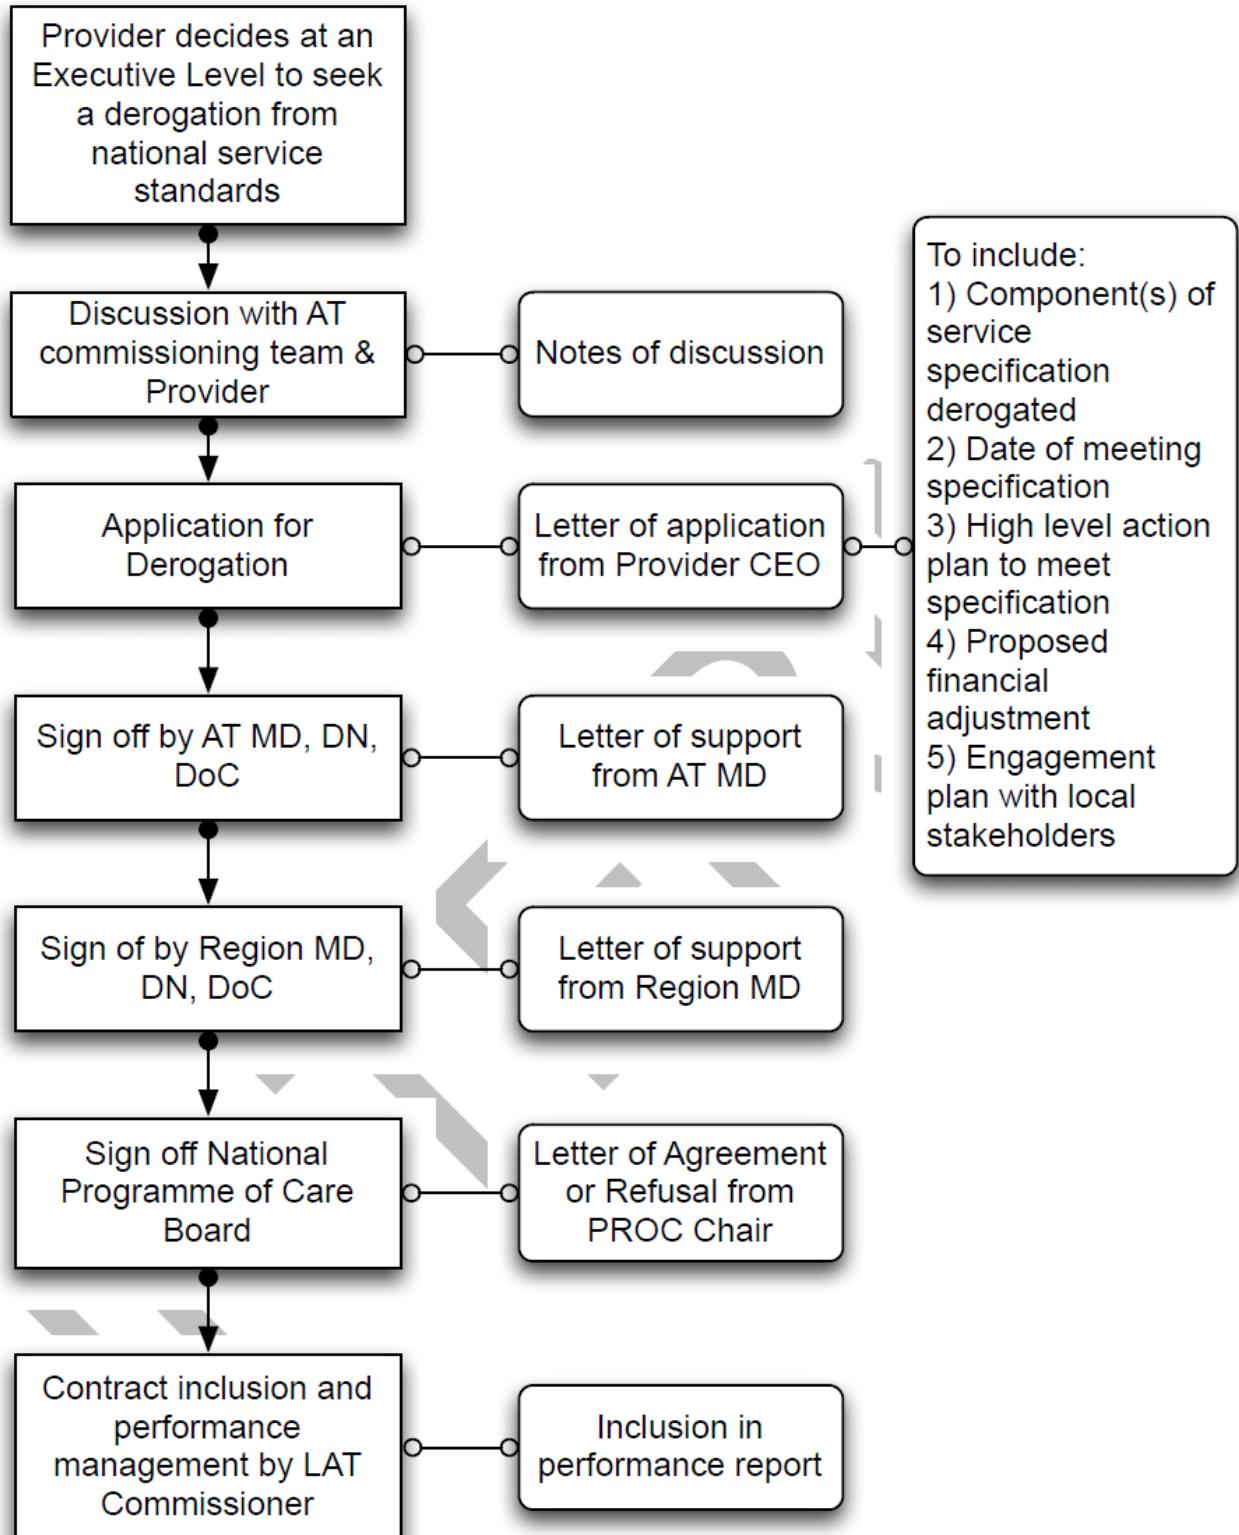 Provider decides at an
Executive Level to seek
a derogation from
national service
standards
Discussion with AT
commissioning team &
Provider
Notes of discussion
Application for
Derogation
Letter of application
from Provider CEO
To include:
1) Component(s) of
service
specification
derogated
2) Date of meeting
specification
3) High level action
plan to meet
specification
4) Proposed
financial
adjustment
5) Engagement
plan with local
stakeholders
Sign off by AT MD, DN,
DoC
Letter of support
from AT MD
Sign of by Region MD,
DN, DoC
Letter of support
from Region MD
Sign off National
Programme of Care
Board
Letter of Agreement
or Refusal from
PROC Chair
Contract inclusion and
performance
management by LAT
Commissioner
Inclusion in
performance report